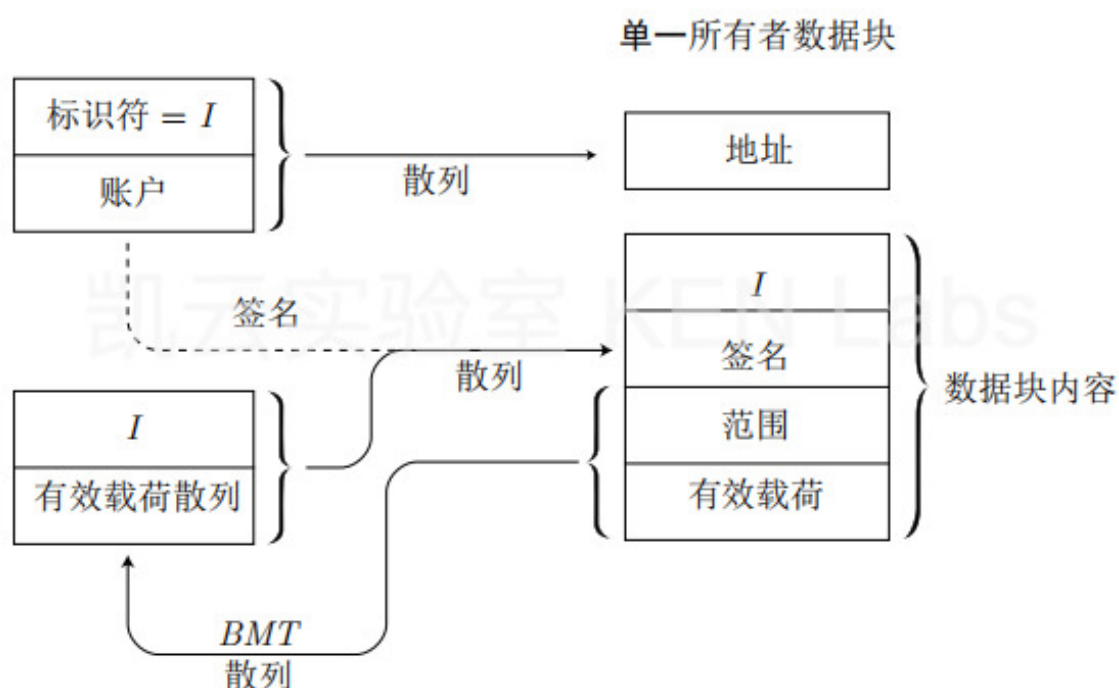 单一所有者数据块
标识符 = I
账户
散列
地址
签名
散列
I
签名
范围
有效载荷
数据块内容
I
有效载荷散列
BMT
散列
凯云实验室 KEN Labs